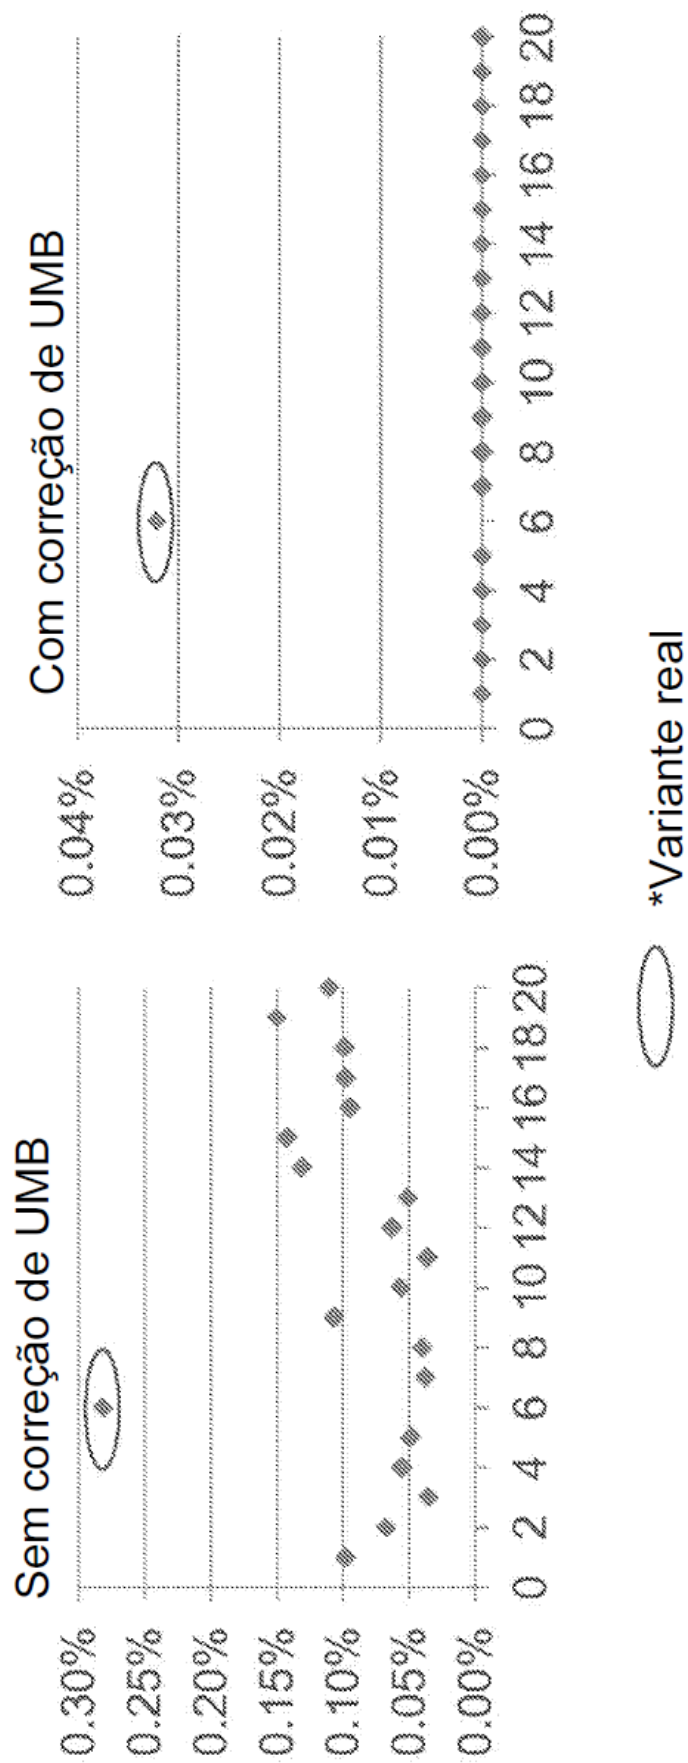 Sem correção de UMB
0.30%
0.25%
0.20%
0.15%
0.10%
0.05%
0.00%
0 2 4 6 8 10 12 14 16 18 20
Com correção de UMB
0.04%
0.03%
0.02%
0.01%
0.00%
0 2 4 6 8 10 12 14 16 18 20
*Variante real